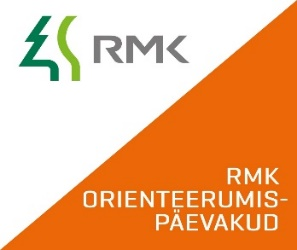 RMK
RMK
ORIENTEERUMIS-
PÄEVAKUD